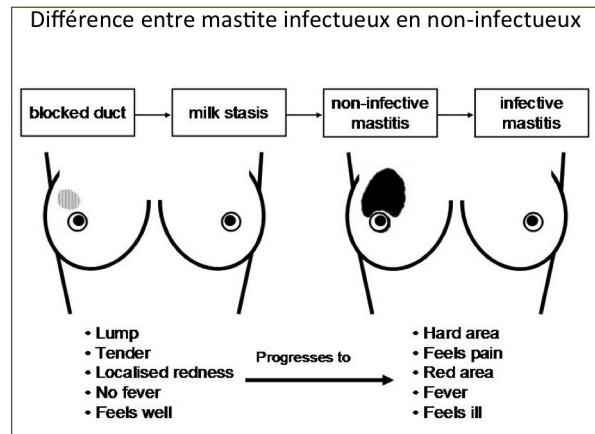 Différence entre mastite infectueux en non-infectueux
blocked duct
milk stasis
non-infective
mastitis
infective
mastitis
• Lump
• Tender
• Localised redness
• No fever
• Feels well
Progresses to
• Hard area
• Feels pain
• Red area
• Fever
• Feels ill